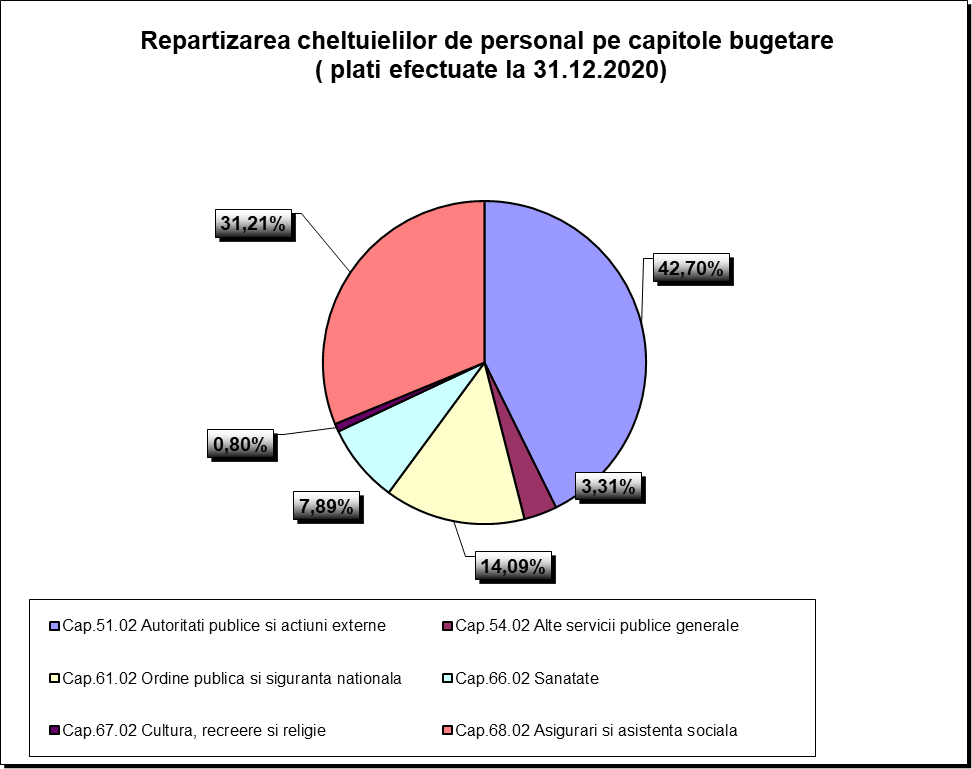 Repartizarea cheltuielilor de personal pe capitole bugetare
( plati efectuate la 31.12.2020)
31,21%
42,70%
0,80%
3,31%
7,89%
14,09%
Cap.51.02 Autoritati publice si actiuni externe
Cap.54.02 Alte servicii publice generale
Cap.61.02 Ordine publica si siguranta nationala
Cap.66.02 Sanatate
Cap.67.02 Cultura, recreere si religie
Cap.68.02 Asigurari si asistenta sociala